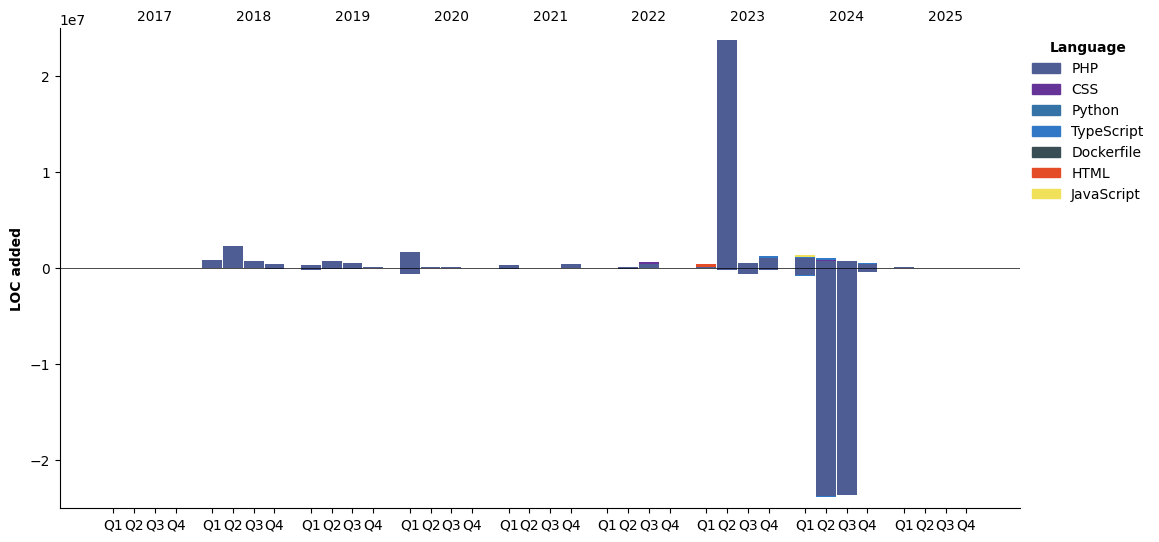 1e7
2017 2018 2019 2020 2021 2022 2023 2024 2025
Language
PHP
CSS
Python
TypeScript
Dockerfile
HTML
JavaScript
2
1
0
−1
−2
LOC added
Q1 Q2 Q3 Q4 Q1 Q2 Q3 Q4 Q1 Q2 Q3 Q4 Q1 Q2 Q3 Q4 Q1 Q2 Q3 Q4 Q1 Q2 Q3 Q4 Q1 Q2 Q3 Q4 Q1 Q2 Q3 Q4 Q1 Q2 Q3 Q4